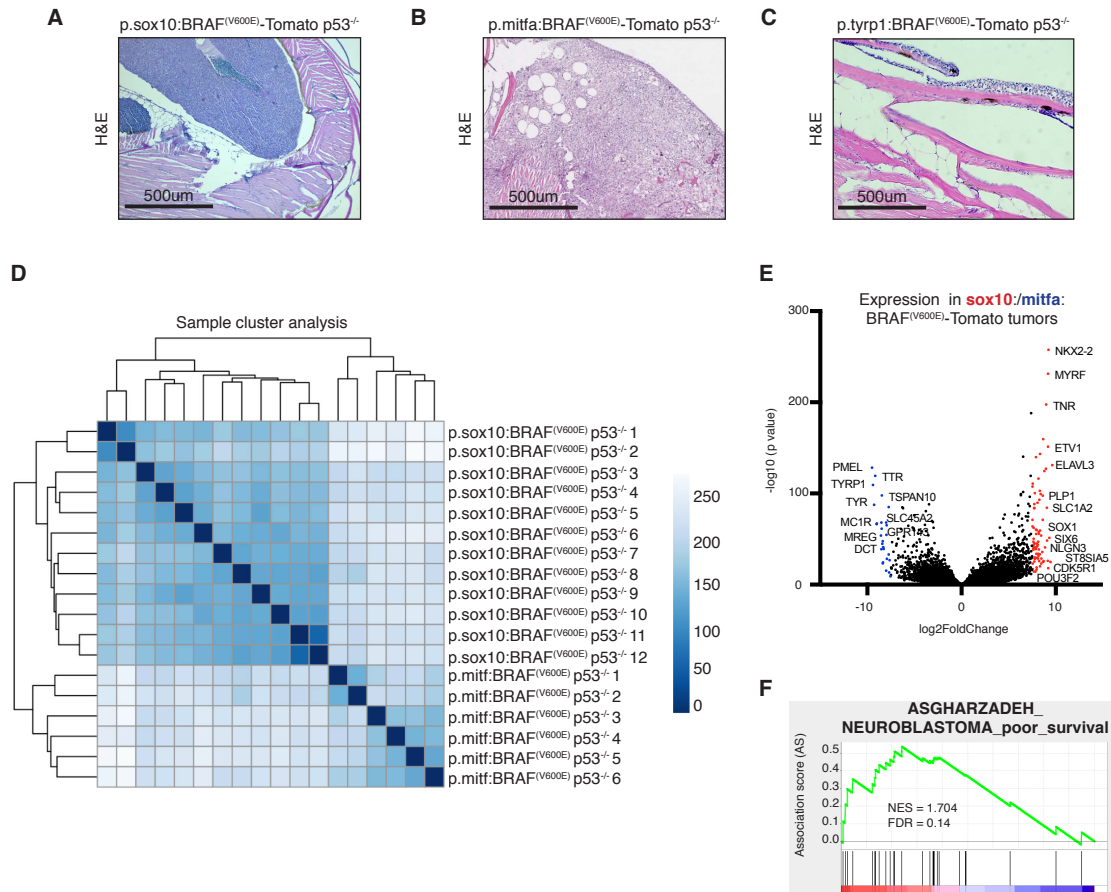 A
p.sox10:BRAF(V600E)-Tomato p53-/-
H&E
500um
B
p.mitfa:BRAF(V600E)-Tomato p53-/-
H&E
500um
C
p.tyrp1:BRAF(V600E)-Tomato p53-/-
H&E
500um
D
Sample cluster analysis
p.sox10:BRAF(V600E) p53-/- 1
p.sox10:BRAF(V600E) p53-/- 2
p.sox10:BRAF(V600E) p53-/- 3
p.sox10:BRAF(V600E) p53-/- 4
p.sox10:BRAF(V600E) p53-/- 5
p.sox10:BRAF(V600E) p53-/- 6
p.sox10:BRAF(V600E) p53-/- 7
p.sox10:BRAF(V600E) p53-/- 8
p.sox10:BRAF(V600E) p53-/- 9
p.sox10:BRAF(V600E) p53-/- 10
p.sox10:BRAF(V600E) p53-/- 11
p.sox10:BRAF(V600E) p53-/- 12
p.mitf:BRAF(V600E) p53-/- 1
p.mitf:BRAF(V600E) p53-/- 2
p.mitf:BRAF(V600E) p53-/- 3
p.mitf:BRAF(V600E) p53-/- 4
p.mitf:BRAF(V600E) p53-/- 5
p.mitf:BRAF(V600E) p53-/- 6
250
200
150
100
50
0
E
Expression in sox10:/mitfa:
BRAF(V600E)-Tomato tumors
-log10 (p value)
300
200
100
0
NKX2-2
MYRF
TNR
ETV1
ELAVL3
PLP1
SLC1A2
SOX1
SIX6
NLGN3
ST8SIA5
CDK5R1
POU3F2
PMEL
TTR
TYRP1
TYR
TSPAN10
SLC45A2
MC1R
GPR143
MREG
DCT
-10
0
10
log2FoldChange
F
ASGHARZADEH_
NEUROBLASTOMA_poor_survival
Association score (AS)
0.5
0.4
0.3
0.2
0.1
0.0
NES = 1.704
FDR = 0.14